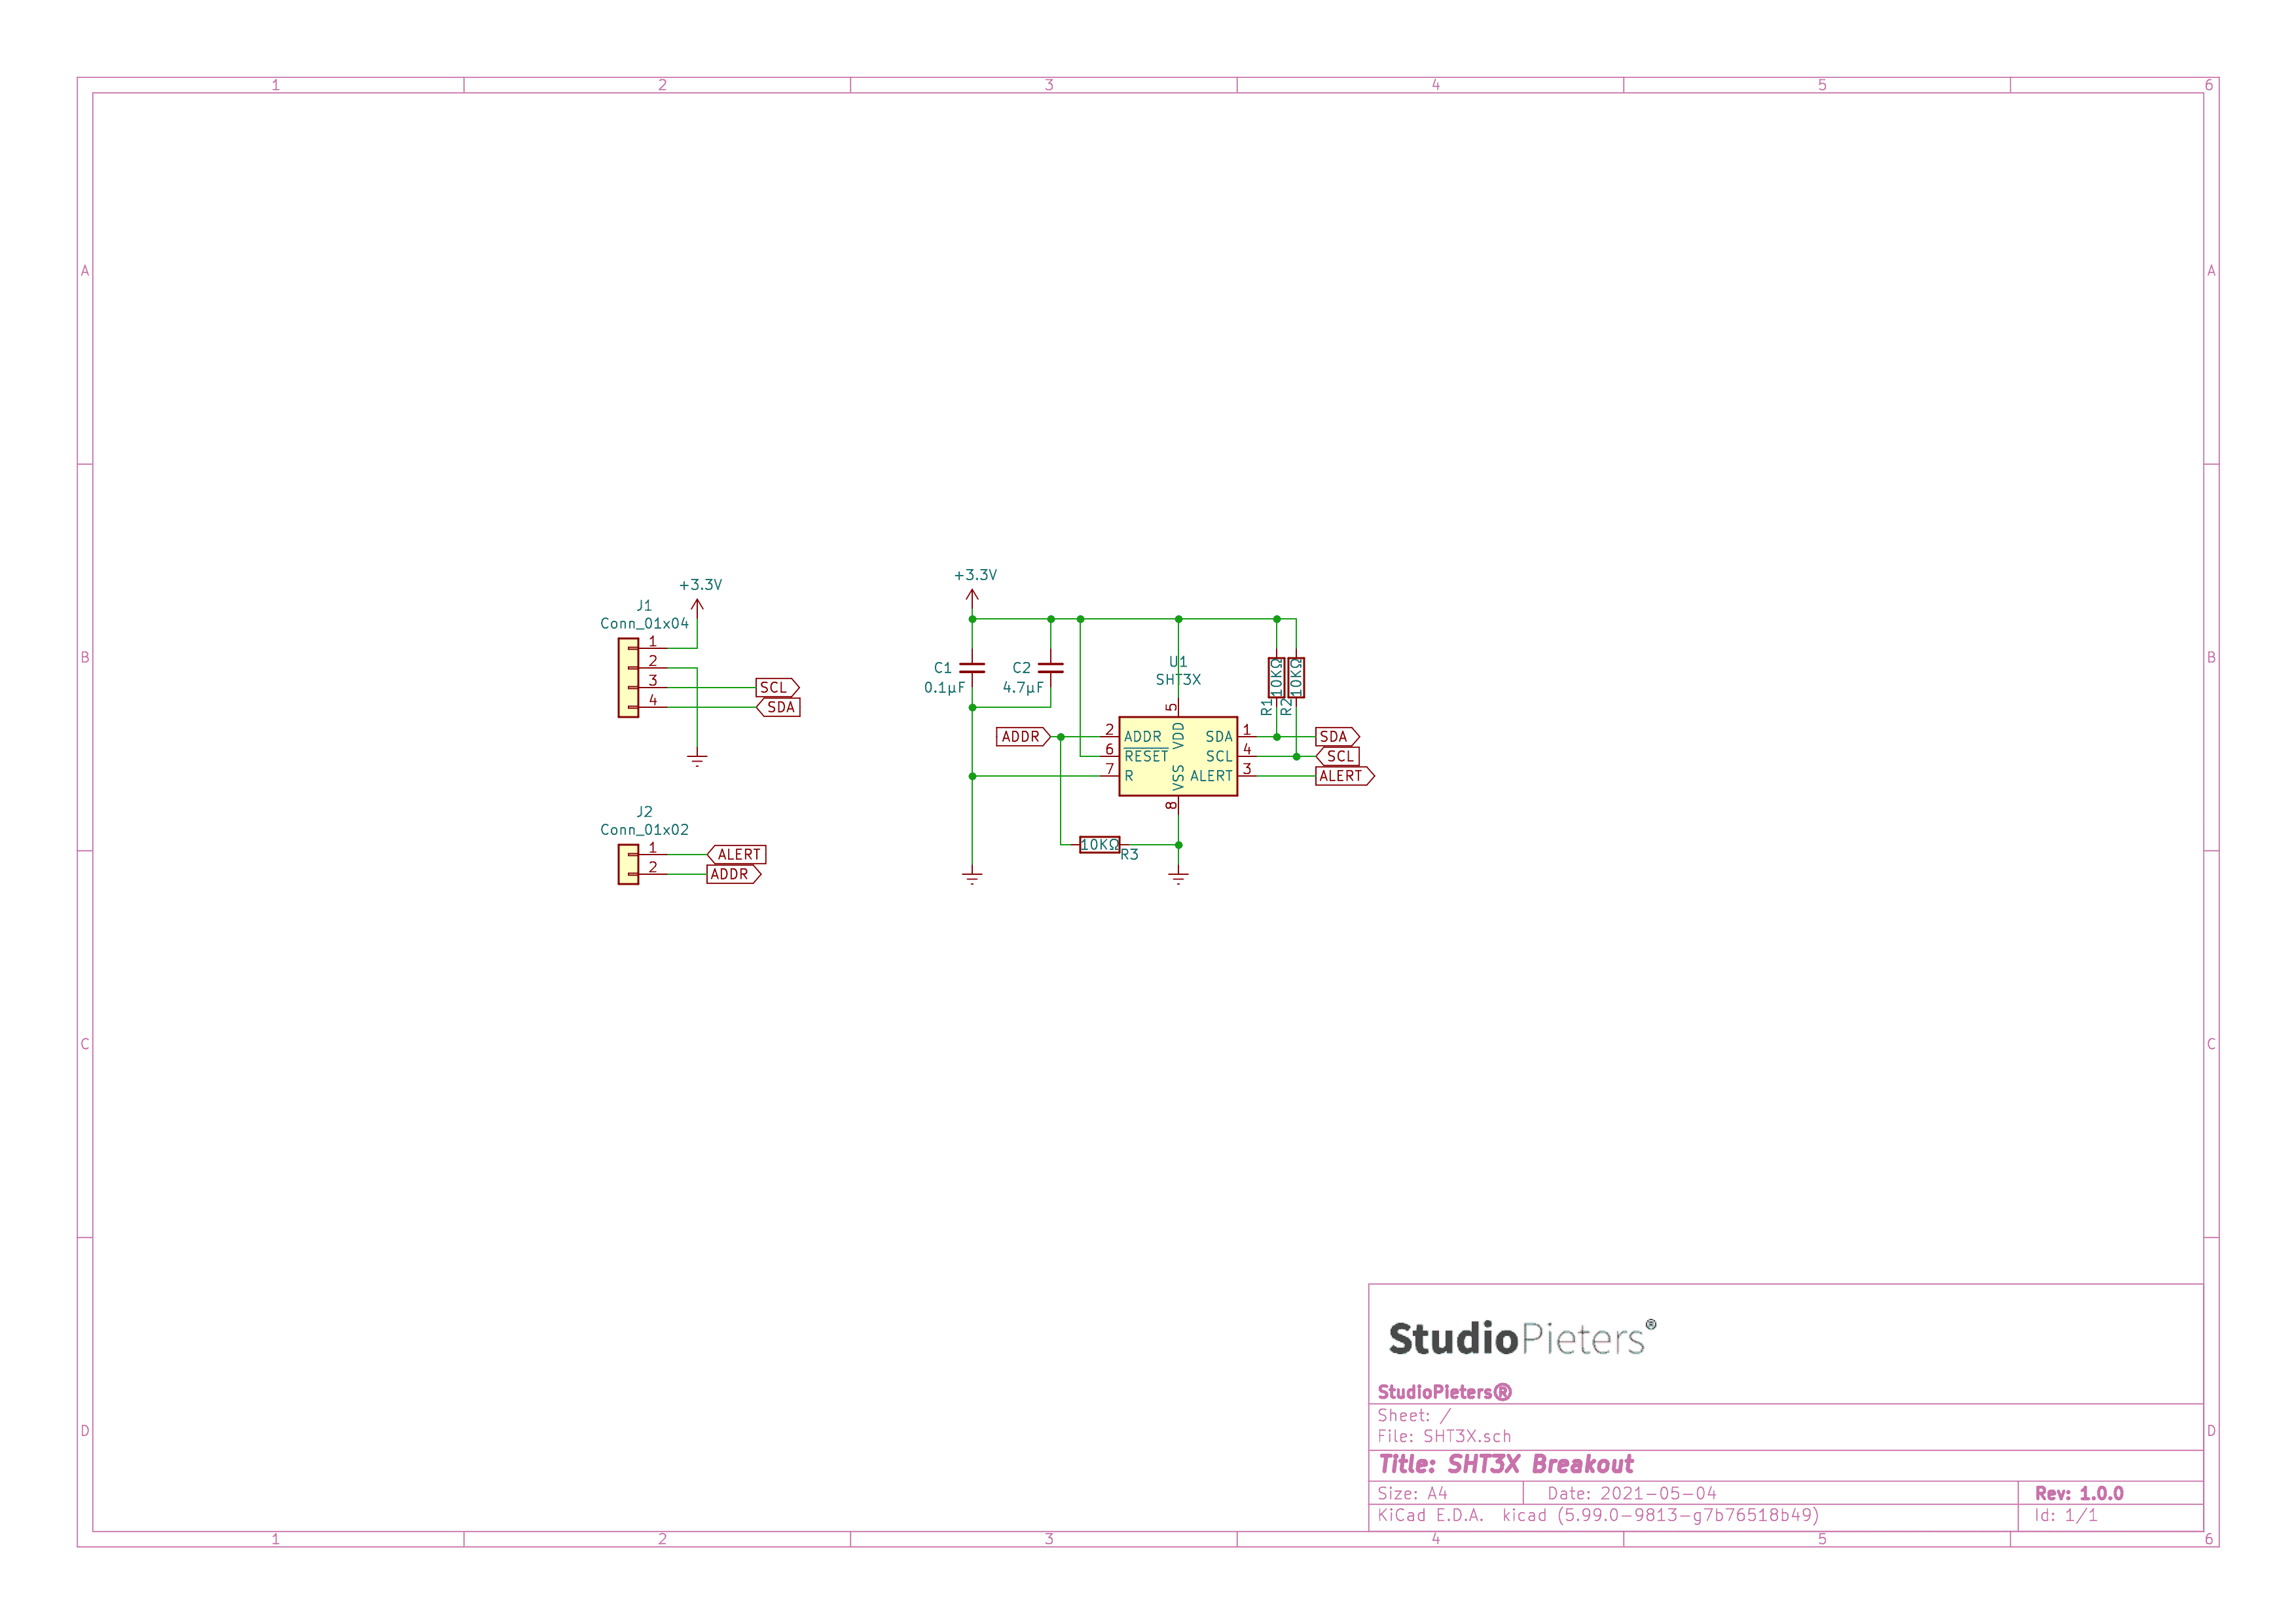 1 2 3 4 5 6
A A
B B
C C
D D
+3.3V
J1
Conn_01x04
1
2
3 SCL
4 SDA
J2
Conn_01x02
1 ALERT
2 ADDR
+3.3V
C1
0.1µF
C2
4.7µF
U1
SHT3X
10KΩ 10KΩ
R1 R2
5
ADDR 2 ADDR VDD SDA 1 SDA
6 RESET SCL 4 SCL
7 R VSS ALERT 3 ALERT
8
10KΩ R3
StudioPieters®
StudioPieters®
Sheet: /
File: SHT3X.sch
Title: SHT3X Breakout
Size: A4 Date: 2021-05-04 Rev: 1.0.0
KiCad E.D.A. kicad (5.99.0-9813-g7b76518b49) Id: 1/1
1 2 3 4 5 6